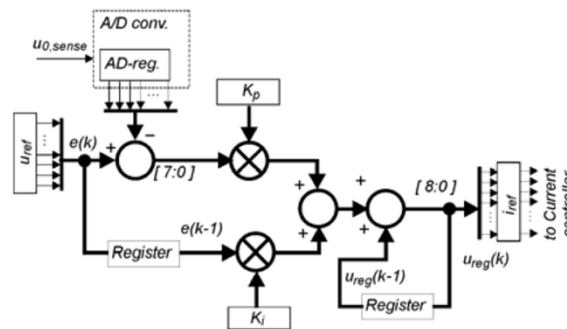 A/D conv.
u0,sense
AD-reg.
Kp
uref
e(k)
+
−
[ 7:0 ]
+
+
+
+
[ 8:0 ]
iref
to Current
controller
Register
e(k-1)
ureg(k-1)
ureg(k)
Register
Ki